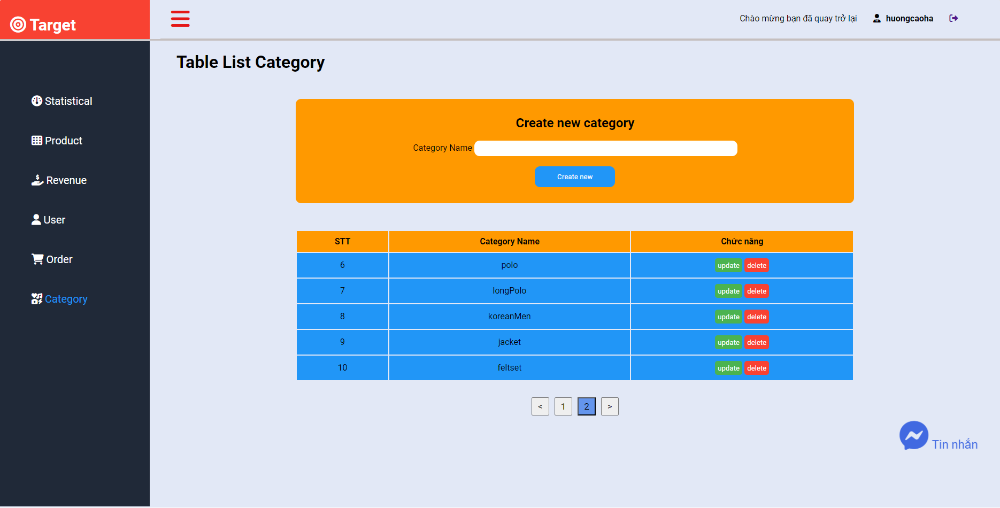 Target
Chào mừng bạn đã quay trở lại huongcaoha
Statistical
Product
Revenue
User
Order
Category
Table List Category
Create new category
Category Name
Create new
STT Category Name Chức năng
6 polo update delete
7 longPolo update delete
8 koreanMen update delete
9 jacket update delete
10 feltset update delete
< 1 2 >
Tin nhắn